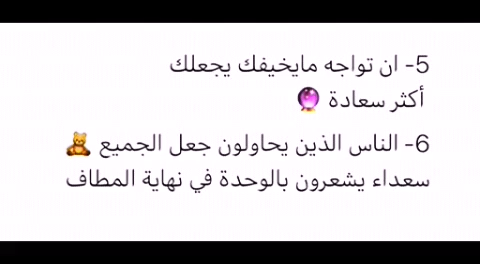 5- ان تواجه مايخيفك يجعلك
أكثر سعادة 🔮
6- الناس الذين يحاولون جعل الجميع 🧸
سعداء يشعرون بالوحدة في نهاية المطاف